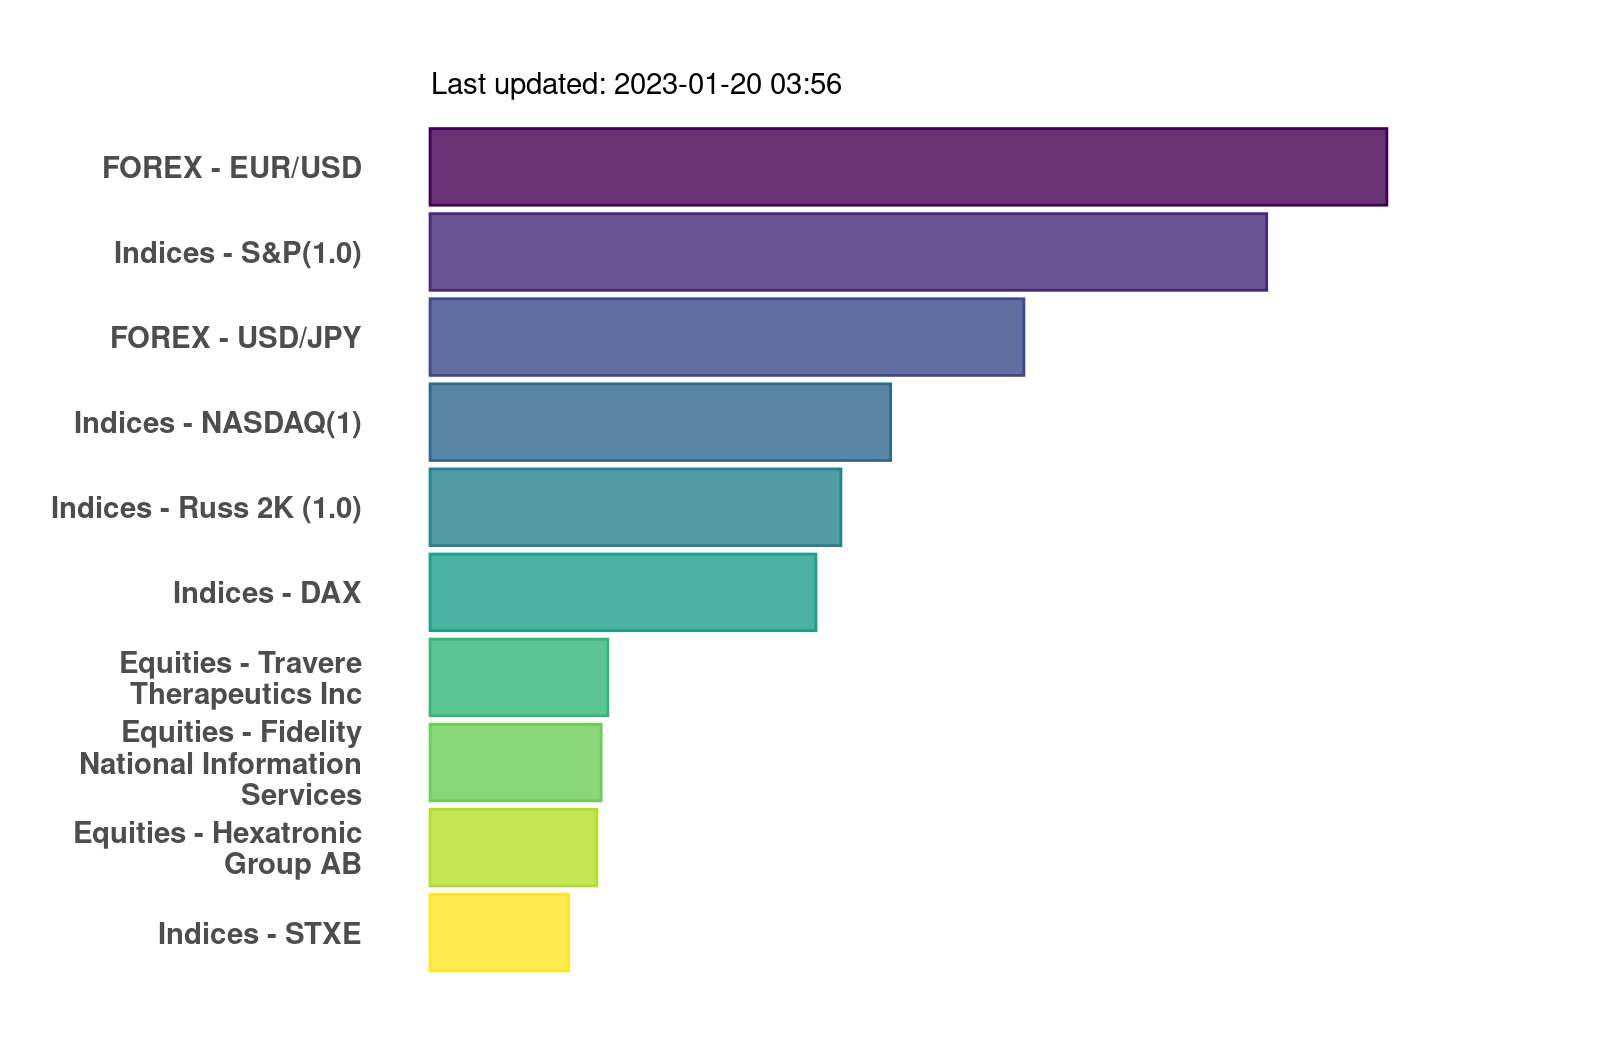 Last updated: 2023-01-20 03:56
FOREX - EUR/USD
Indices - S&P(1.0)
FOREX - USD/JPY
Indices - NASDAQ(1)
Indices - Russ 2K (1.0)
Indices - DAX
Equities - Travere
Therapeutics Inc
Equities - Fidelity
National Information
Services
Equities - Hexatronic
Group AB
Indices - STXE